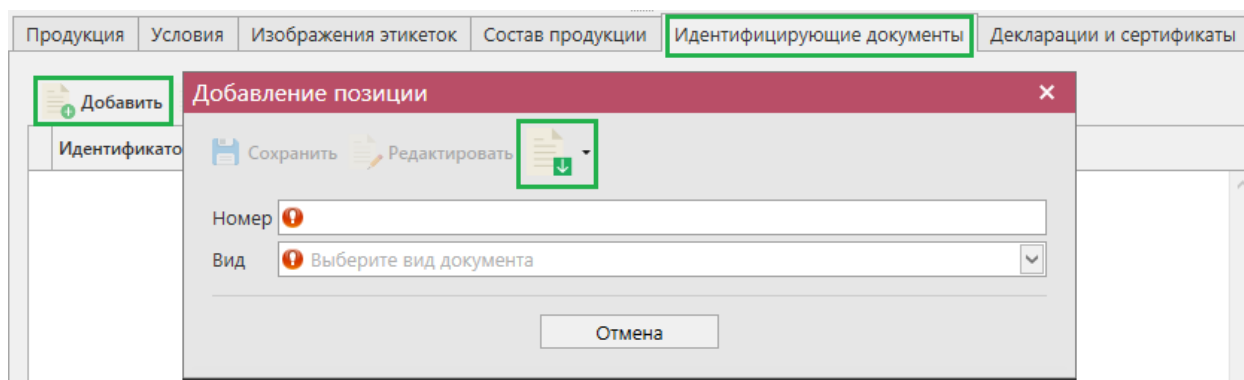 Продукция Условия Изображения этикеток Состав продукции Идентифицирующие документы Декларации и сертификаты
Добавить
Добавление позиции
Идентификато
Сохранить Редактировать
Номер
Вид Выберите вид документа
Отмена